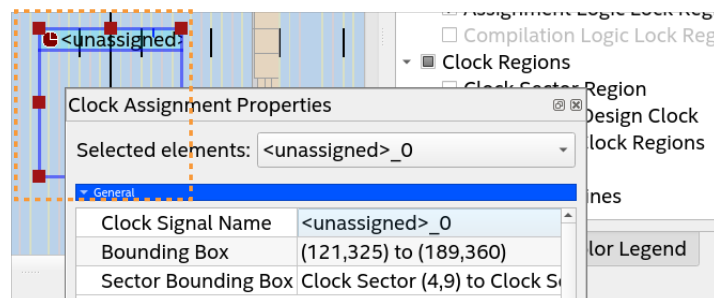 Assignment Logic Lock Reg
<unassigned>
Compilation Logic Lock Reg
Clock Regions
Clock Sector Region
Clock Assignment Properties
Design Clock
Selected elements: <unassigned>_0
Clock Regions
General
Clock Signal Name <unassigned>_0
Bounding Box (121,325) to (189,360)
lor Legend
Sector Bounding Box Clock Sector (4,9) to Clock Se